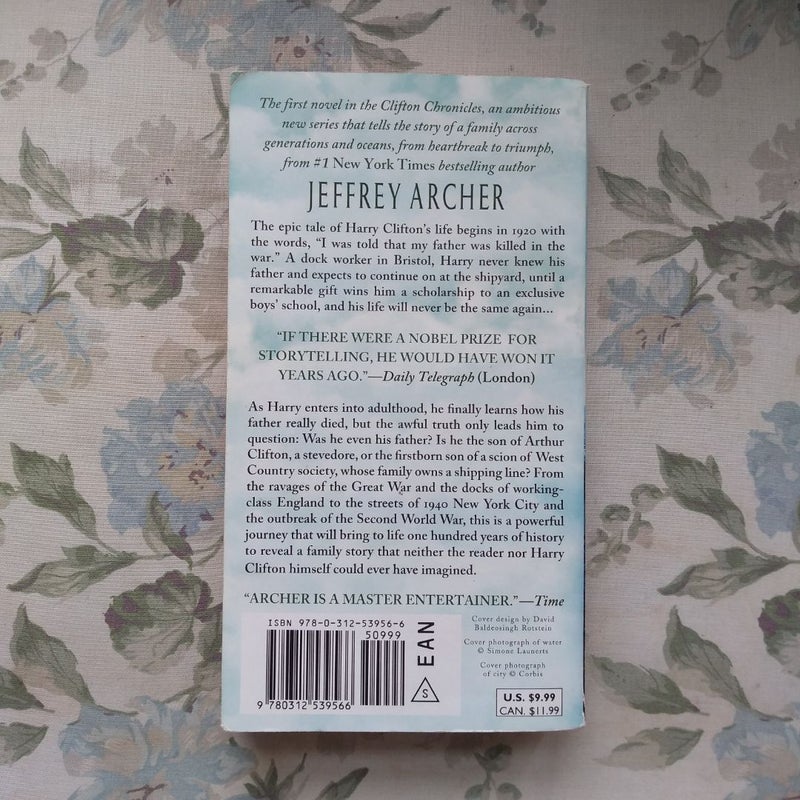 The first novel in the Clifton Chronicles, an ambitious
new series that tells the story of a family across
generations and oceans, from heartbreak to triumph,
from #1 New York Times bestselling author
JEFFREY ARCHER
The epic tale of Harry Clifton's life begins in 1920 with
the words, “I was told that my father was killed in the
war.” A dock worker in Bristol, Harry never knew his
father and expects to continue on at the shipyard, until a
remarkable gift wins him a scholarship to an exclusive
boys' school, and his life will never be the same again...
“IF THERE WERE A NOBEL PRIZE FOR
STORYTELLING, HE WOULD HAVE WON IT
YEARS AGO.”—Daily Telegraph (London)
As Harry enters into adulthood, he finally learns how his
father really died, but the awful truth only leads him to
question: Was he even his father? Is he the son of Arthur
Clifton, a stevedore, or the firstborn son of a scion of West
Country society, whose family owns a shipping line? From
the ravages of the Great War and the docks of working-
class England to the streets of 1940 New York City and
the outbreak of the Second World War, this is a powerful
journey that will bring to life one hundred years of history
to reveal a family story that neither the reader nor Harry
Clifton himself could ever have imagined.
“ARCHER IS A MASTER ENTERTAINER.”—Time
ISBN 978-0-312-53956-6
50999
EAN
S
9 780312 539566
Cover design by David
Baldeosingh Rotstein
Cover photograph of water
© Simone Launerts
Cover photograph
of city © Corbis
U.S. $9.99
CAN. $11.99